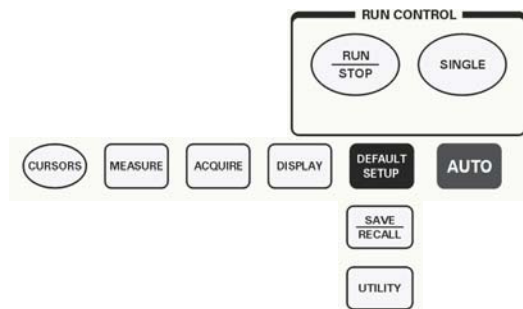 RUN CONTROL
RUN
STOP
SINGLE
CURSORS
MEASURE
ACQUIRE
DISPLAY
DEFAULT
SETUP
AUTO
SAVE
RECALL
UTILITY